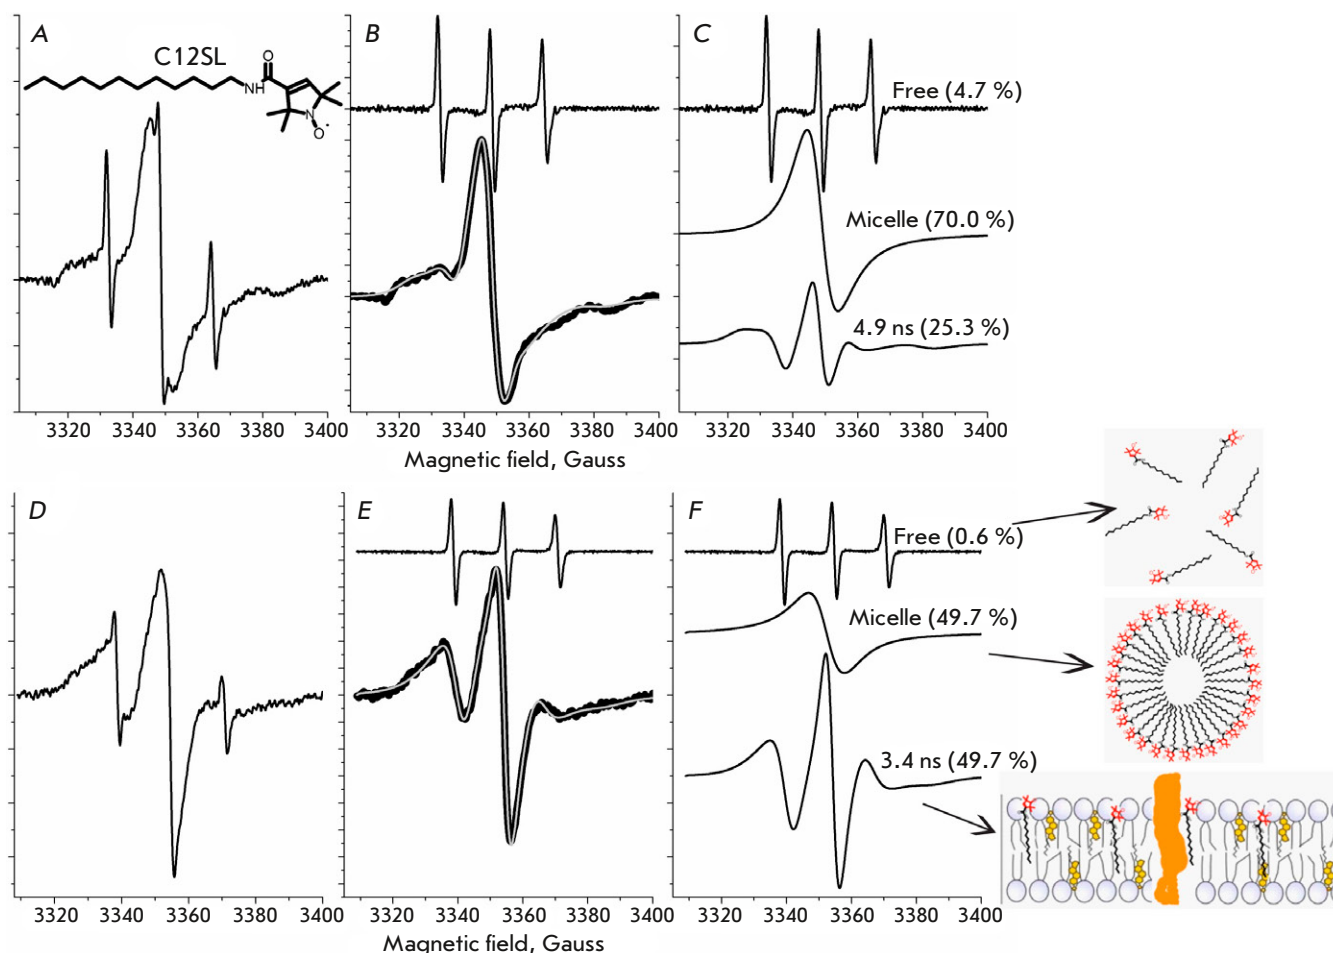 A
B
C
C12SL
O
NH
N
O·
Free (4.7 %)
Micelle (70.0 %)
4.9 ns (25.3 %)
3320 3340 3360 3380 3400
3320 3340 3360 3380 3400
3320 3340 3360 3380 3400
Magnetic field, Gauss
D
E
F
Free (0.6 %)
Micelle (49.7 %)
3.4 ns (49.7 %)
3320 3340 3360 3380 3400
3320 3340 3360 3380 3400
3320 3340 3360 3380 3400
Magnetic field, Gauss